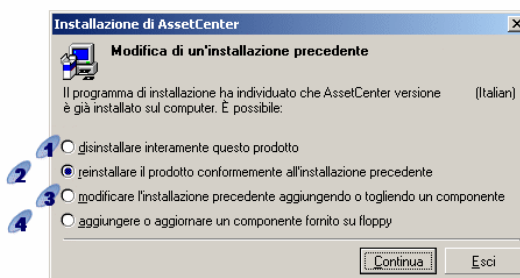 Installazione di AssetCenter
Modifica di un'installazione precedente
Il programma di installazione ha individuato che AssetCenter versione (Italian)
è già installato sul computer. È possibile:
1 disinstallare interamente questo prodotto
2 reinstallare il prodotto conformemente all'installazione precedente
3 modificare l'installazione precedente aggiungendo o togliendo un componente
4 aggiungere o aggiornare un componente fornito su floppy
Continua Esci